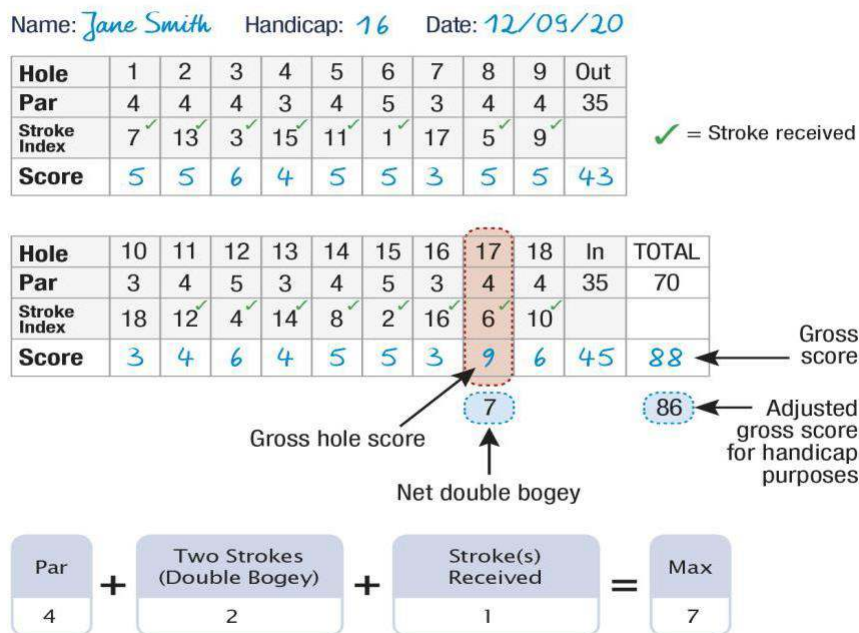 Name: Jane Smith Handicap: 16 Date: 12/09/20
Hole 1 2 3 4 5 6 7 8 9 Out
Par 4 4 4 3 4 5 3 4 4 35
Stroke Index 7 13 3 15 11 1 17 5 9
✓ = Stroke received
Score 5 5 6 4 5 5 3 5 5 43
Hole 10 11 12 13 14 15 16 17 18 In TOTAL
Par 3 4 5 3 4 5 3 4 4 35 70
Stroke Index 18 12 4 14 8 2 16 6 10
Score 3 4 6 4 5 5 3 9 6 45 88
Gross
score
7
86
Adjusted
gross score
for handicap
purposes
Gross hole score
Net double bogey
Par + Two Strokes (Double Bogey) + Stroke(s) Received = Max
4 2 1 7